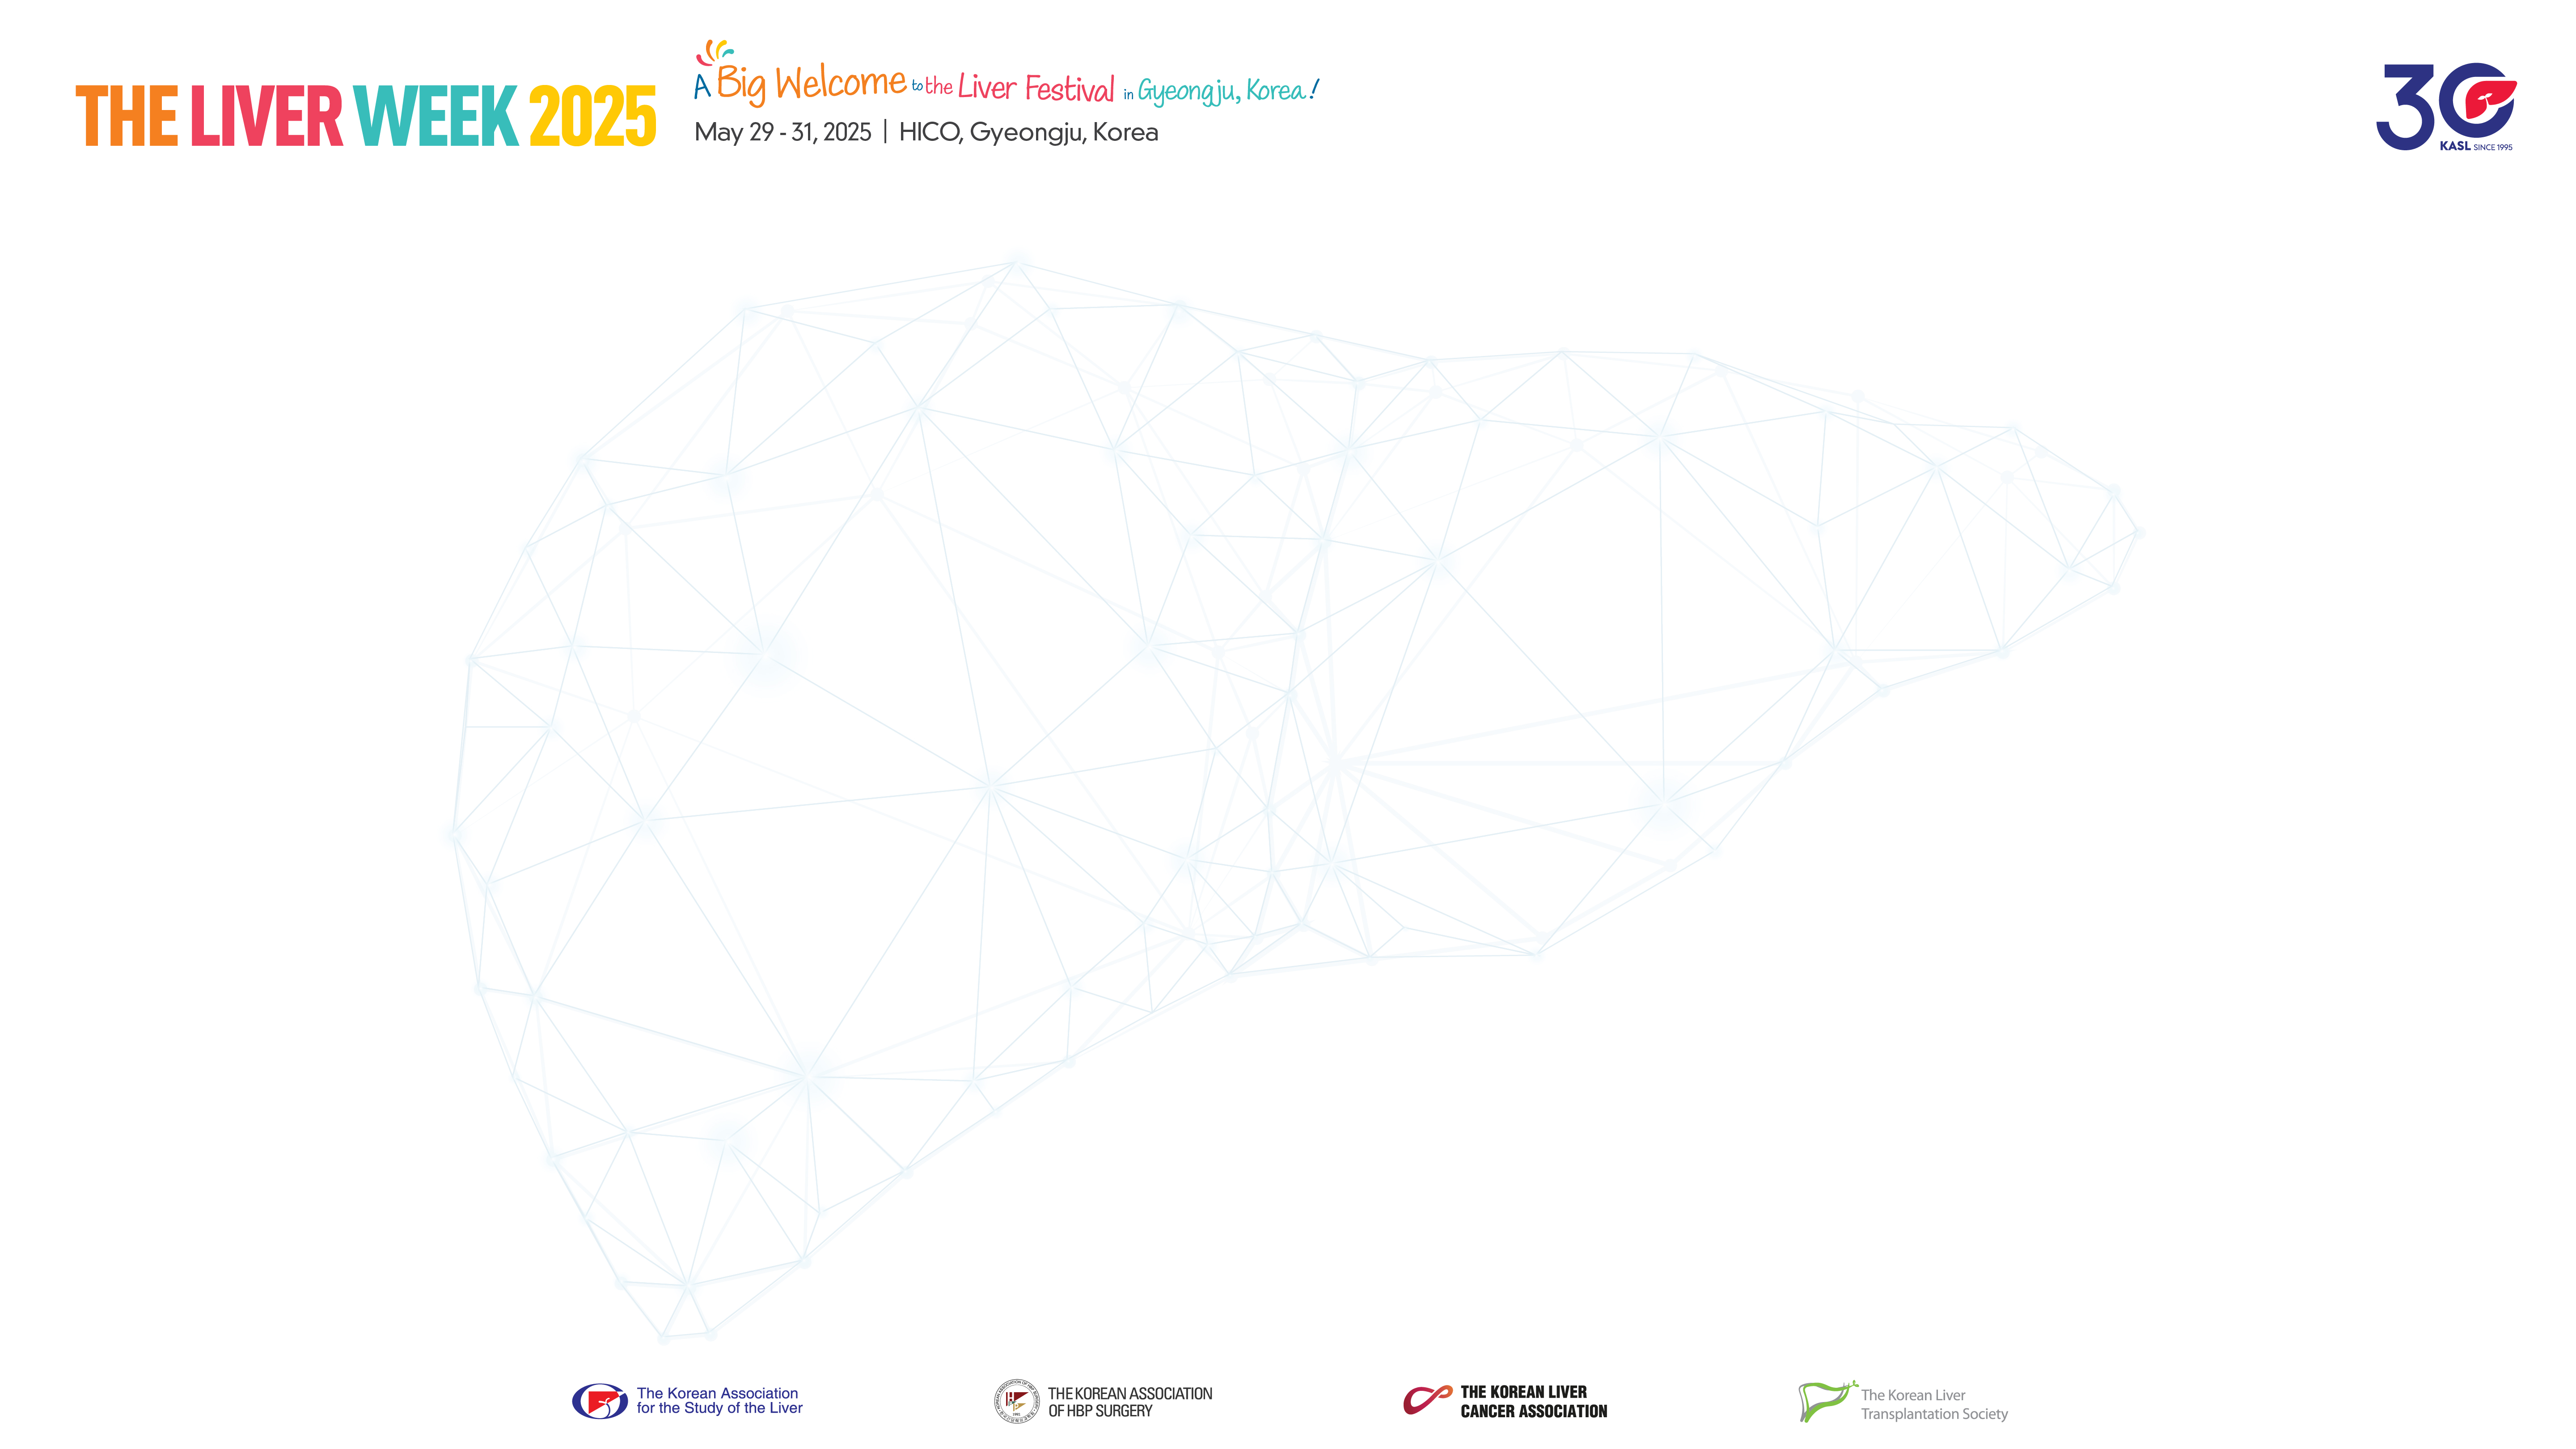 THE LIVER WEEK 2025
A Big Welcome to the Liver Festival in Gyeongju, Korea!
May 29 - 31, 2025 | HICO, Gyeongju, Korea
30
KASL SINCE 1995
The Korean Association
for the Study of the Liver
THE KOREAN ASSOCIATION
OF HBP SURGERY
THE KOREAN LIVER
CANCER ASSOCIATION
The Korean Liver
Transplantation Society